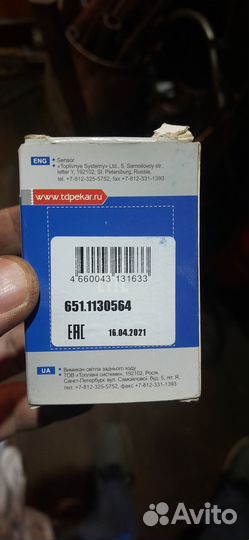 ENG
Sensor
«Toplivnye Systemy» Ltd., 5, Samoilovoy str.,
letter Y, 192102, St. Petersburg, Russia,
tel. +7-812-325-5752, fax +7-812-331-1393
www.tdpekar.ru
4 660043 131633
651.1130564
EAC 16.04.2021
UA
Вимикач світла заднього ходу
ТОВ «Топливні системи», 192102, Росія,
Санкт-Петербург, вул. Самойлової, буд. 5, літ. Я,
тел. +7-812-325-5752, факс +7-812-331-1393
Avito